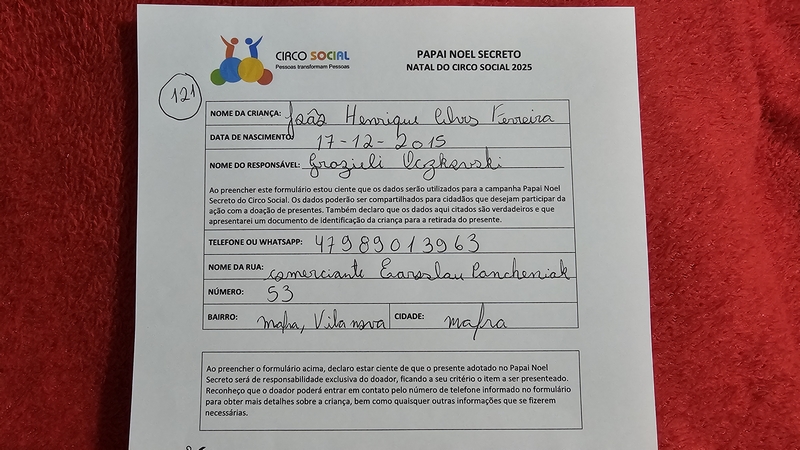 CIRCO SOCIAL
Pessoas Transformam Pessoas
PAPAI NOEL SECRETO
NATAL DO CIRCO SOCIAL 2025
121
NOME DA CRIANÇA: João Henrique Ferreira
DATA DE NASCIMENTO: 17-12-2015
NOME DO RESPONSÁVEL: Grazieli
Ao preencher este formulário estou ciente que os dados serão utilizados para a campanha Papai Noel
Secreto do Circo Social. Os dados poderão ser compartilhados para cidadãos que desejam participar da
ação com a doação de presentes. Também declaro que os dados aqui citados são verdadeiros e que
apresentarei um documento de identificação da criança para a retirada do presente.
TELEFONE OU WHATSAPP: 47989013963
NOME DA RUA: comerciante
NÚMERO: 53
BAIRRO: Mafra, Vila nova CIDADE: mafra
Ao preencher o formulário acima, declaro estar ciente de que o presente adotado no Papai Noel
Secreto será de responsabilidade exclusiva do doador, ficando a seu critério o item a ser presenteado.
Reconheço que o doador poderá entrar em contato pelo número de telefone informado no formulário
para obter mais detalhes sobre a criança, bem como quaisquer outras informações que se fizerem
necessárias.